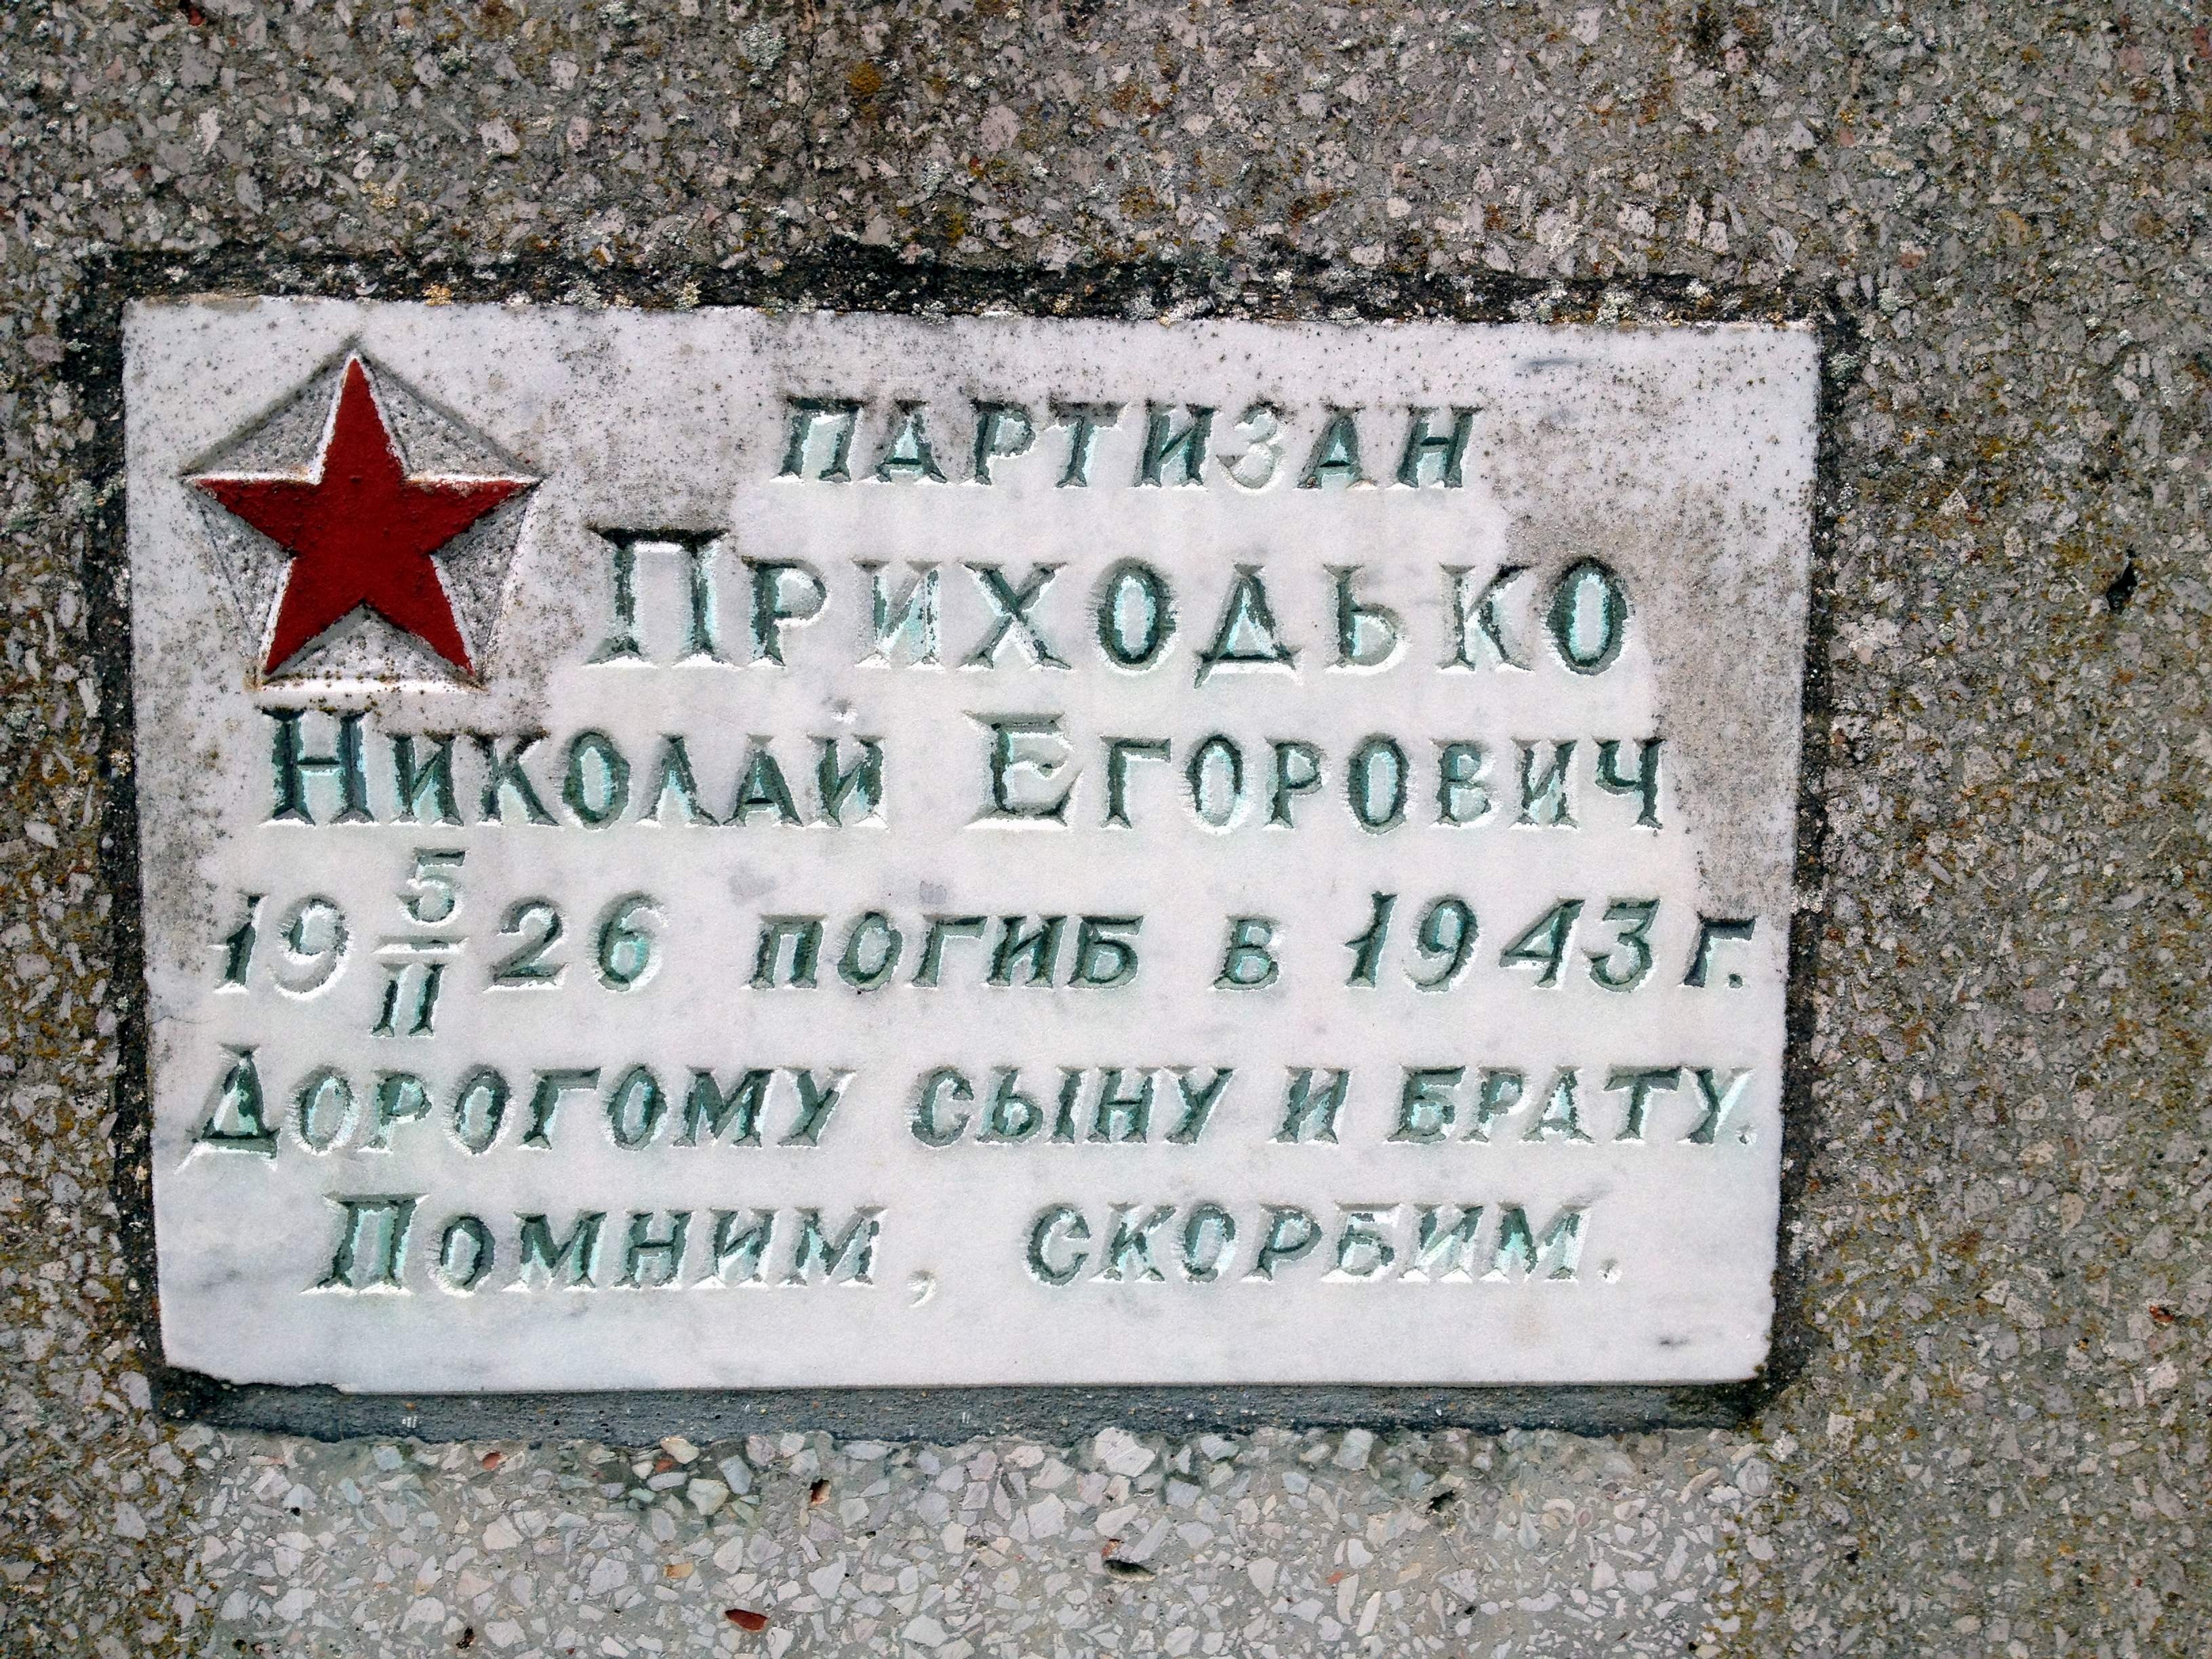 ПАРТИЗАН
ПРИХОДЬКО
НИКОЛАЙ ЕГОРОВИЧ
19 5/II 26 ПОГИБ В 1943 Г.
ДОРОГОМУ СЫНУ И БРАТУ.
ПОМНИМ, СКОРБИМ.